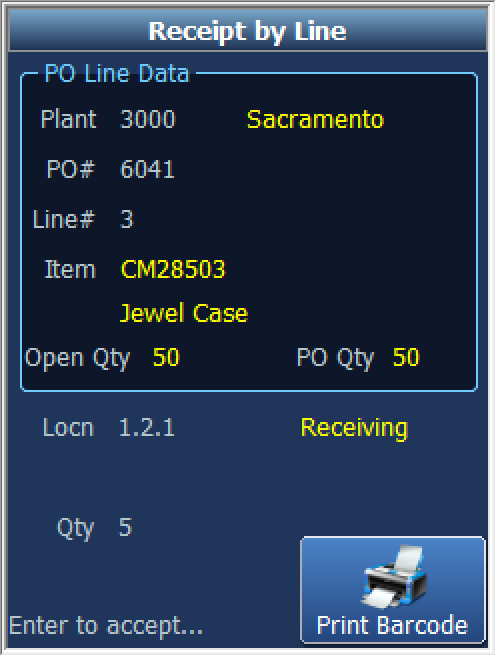 Receipt by Line
PO Line Data
Plant 3000 Sacramento
PO# 6041
Line# 3
Item CM28503
Jewel Case
Open Qty 50 PO Qty 50
Locn 1.2.1 Receiving
Qty 5
Enter to accept... Print Barcode